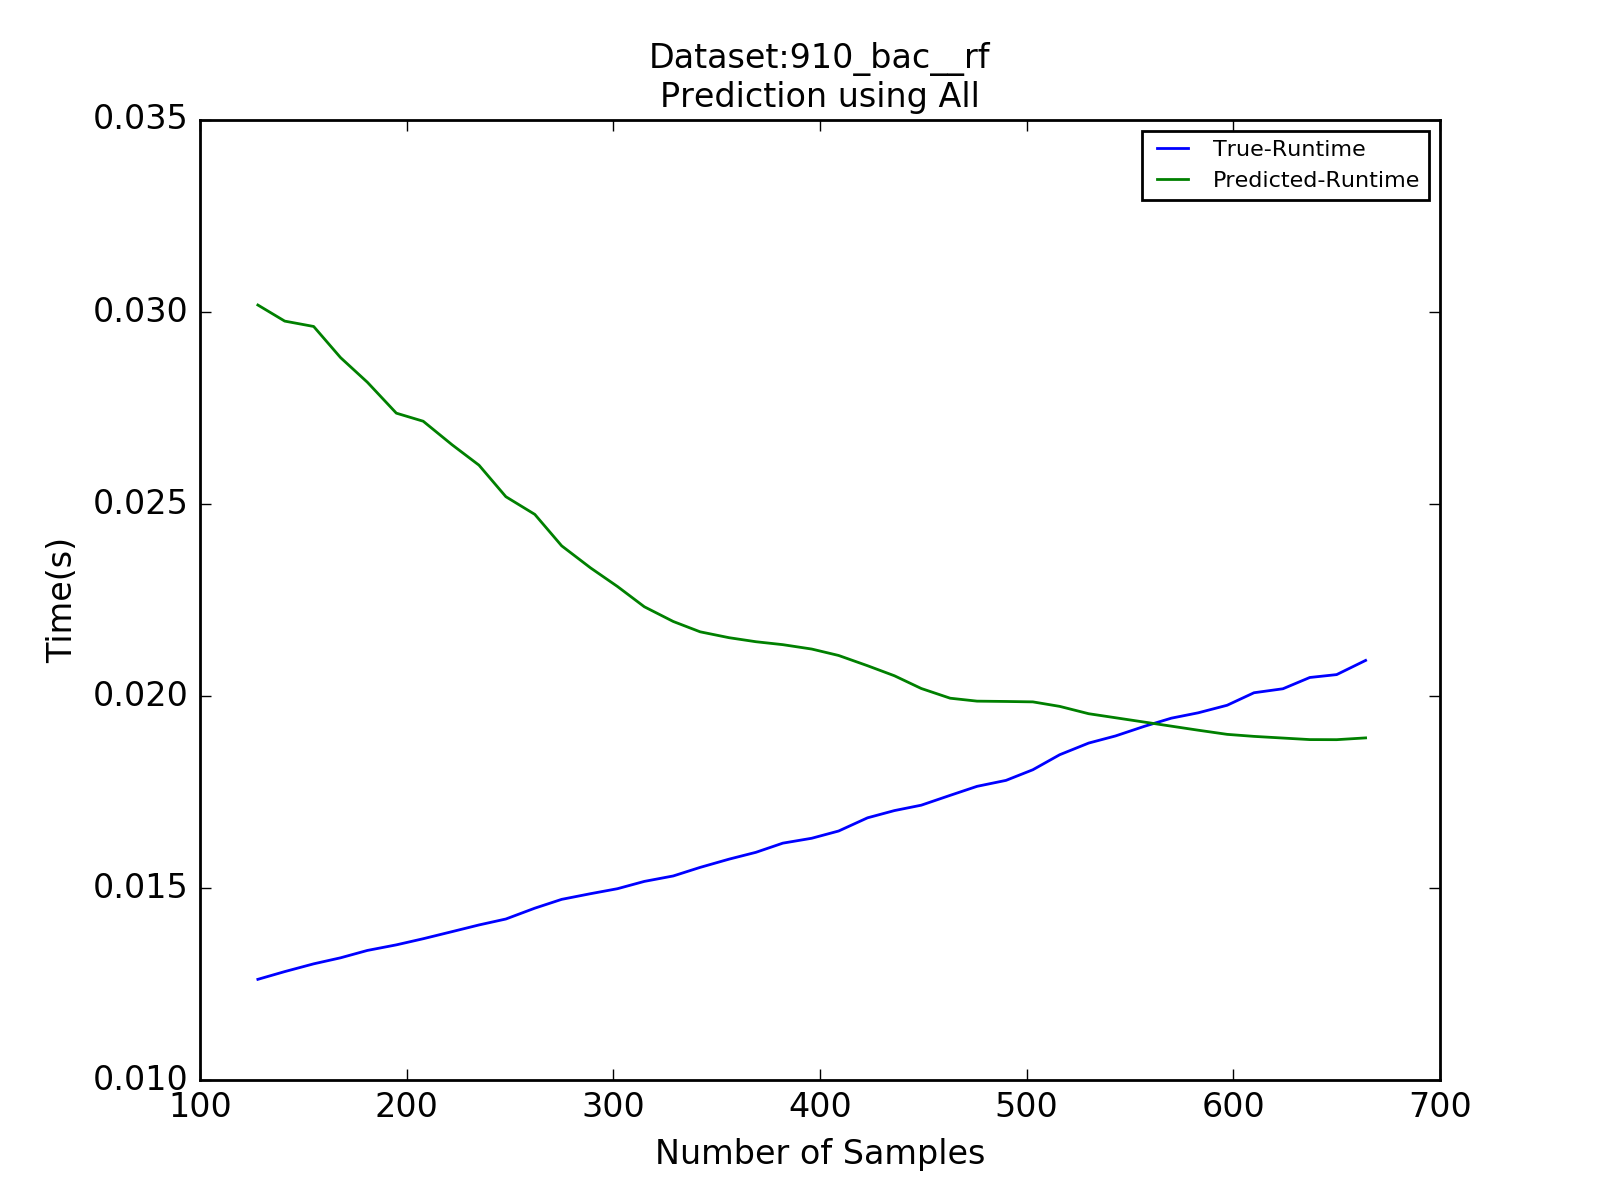 Dataset:910_bac__rf
Prediction using All
0.035
0.030
0.025
0.020
0.015
0.010
Time(s)
True-Runtime
Predicted-Runtime
100 200 300 400 500 600 700
Number of Samples